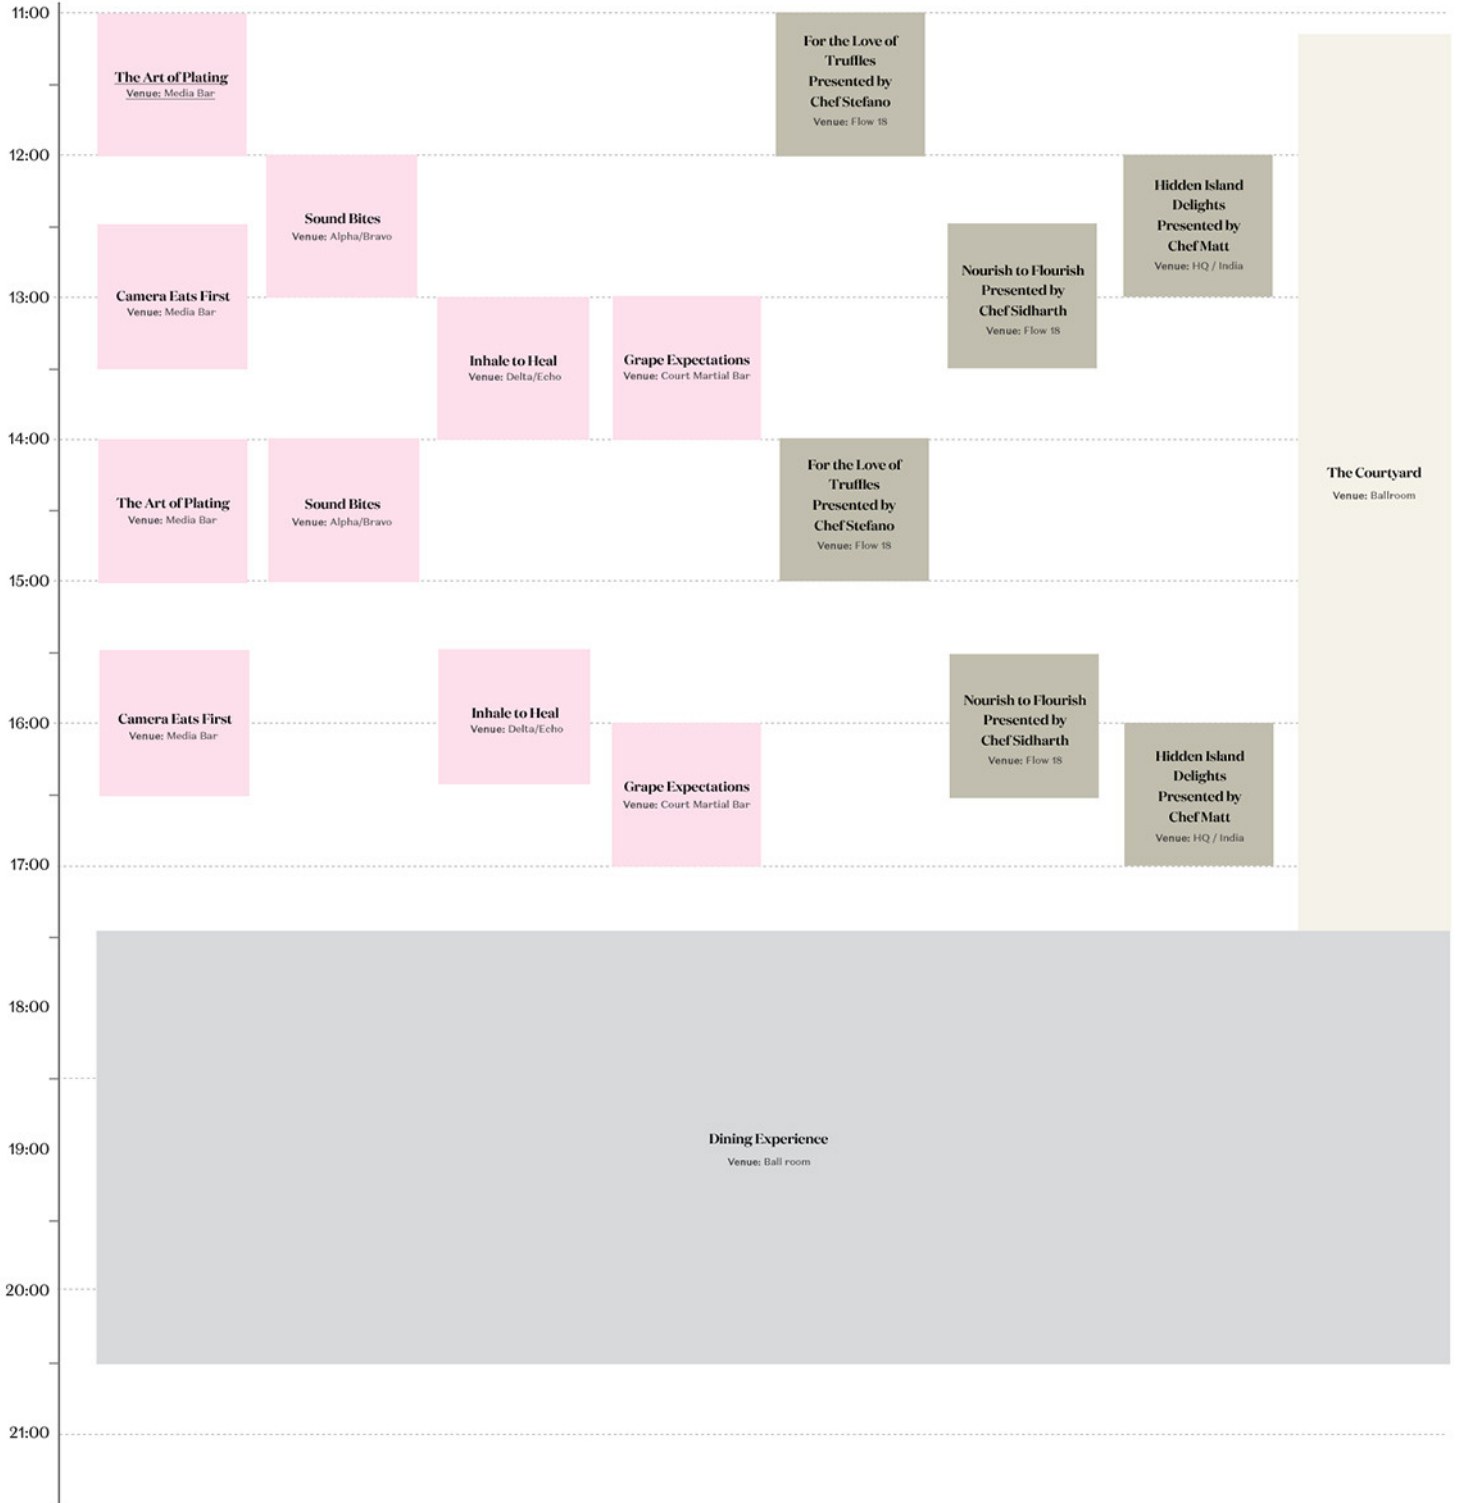 11:00
The Art of Plating
Venue: Media Bar
For the Love of
Truffles
Presented by
Chef Stefano
Venue: Flow 18
12:00
Sound Bites
Venue: Alpha/Bravo
Hidden Island
Delights
Presented by
Chef Matt
Venue: HQ / India
Camera Eats First
Venue: Media Bar
Nourish to Flourish
Presented by
Chef Sidharth
Venue: Flow 18
13:00
Inhale to Heal
Venue: Delta/Echo
Grape Expectations
Venue: Court Martial Bar
14:00
The Art of Plating
Venue: Media Bar
Sound Bites
Venue: Alpha/Bravo
For the Love of
Truffles
Presented by
Chef Stefano
Venue: Flow 18
The Courtyard
Venue: Ballroom
15:00
Camera Eats First
Venue: Media Bar
Inhale to Heal
Venue: Delta/Echo
Nourish to Flourish
Presented by
Chef Sidharth
Venue: Flow 18
16:00
Grape Expectations
Venue: Court Martial Bar
Hidden Island
Delights
Presented by
Chef Matt
Venue: HQ / India
17:00
18:00
Dining Experience
Venue: Ball room
19:00
20:00
21:00